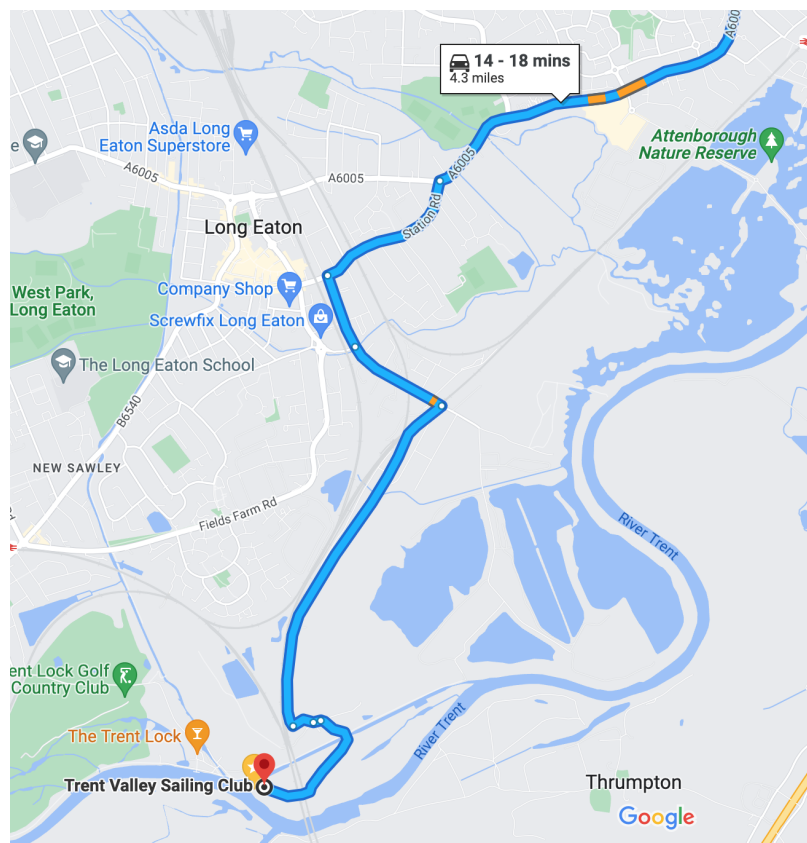 A600
14 - 18 mins
4.3 miles
Asda Long
Eaton Superstore
e
A6005
A6005
A6005
Attenborough
Nature Reserve
Station Rd
Long Eaton
Company Shop
West Park,
Long Eaton
Screwfix Long Eaton
The Long Eaton School
B6540
NEW SAWLEY
Fields Farm Rd
River Trent
ent Lock Golf
Country Club
The Trent Lock
River Trent
Trent Valley Sailing Club
Thrumpton
Google